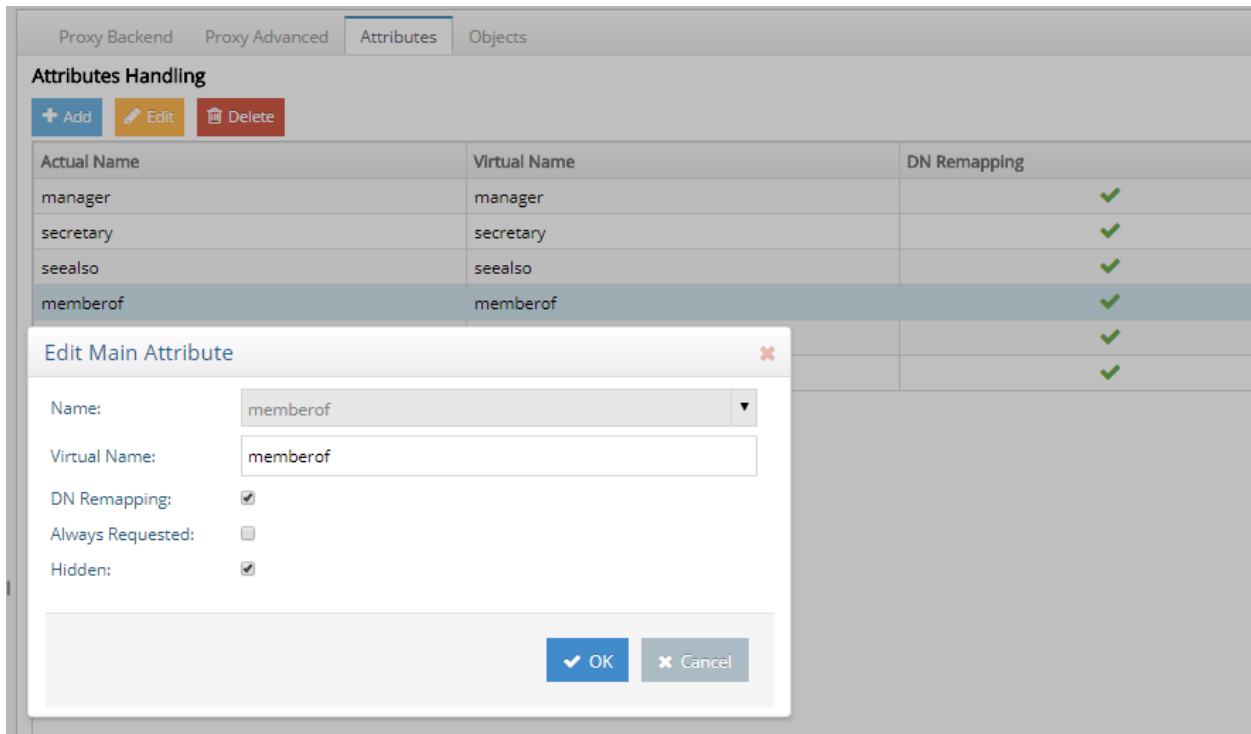 Proxy Backend Proxy Advanced Attributes Objects
Attributes Handling
Add Edit Delete
Actual Name Virtual Name DN Remapping
manager manager
secretary secretary
seealso seealso
memberof memberof
Edit Main Attribute
Name: memberof
Virtual Name: memberof
DN Remapping:
Always Requested:
Hidden:
OK Cancel